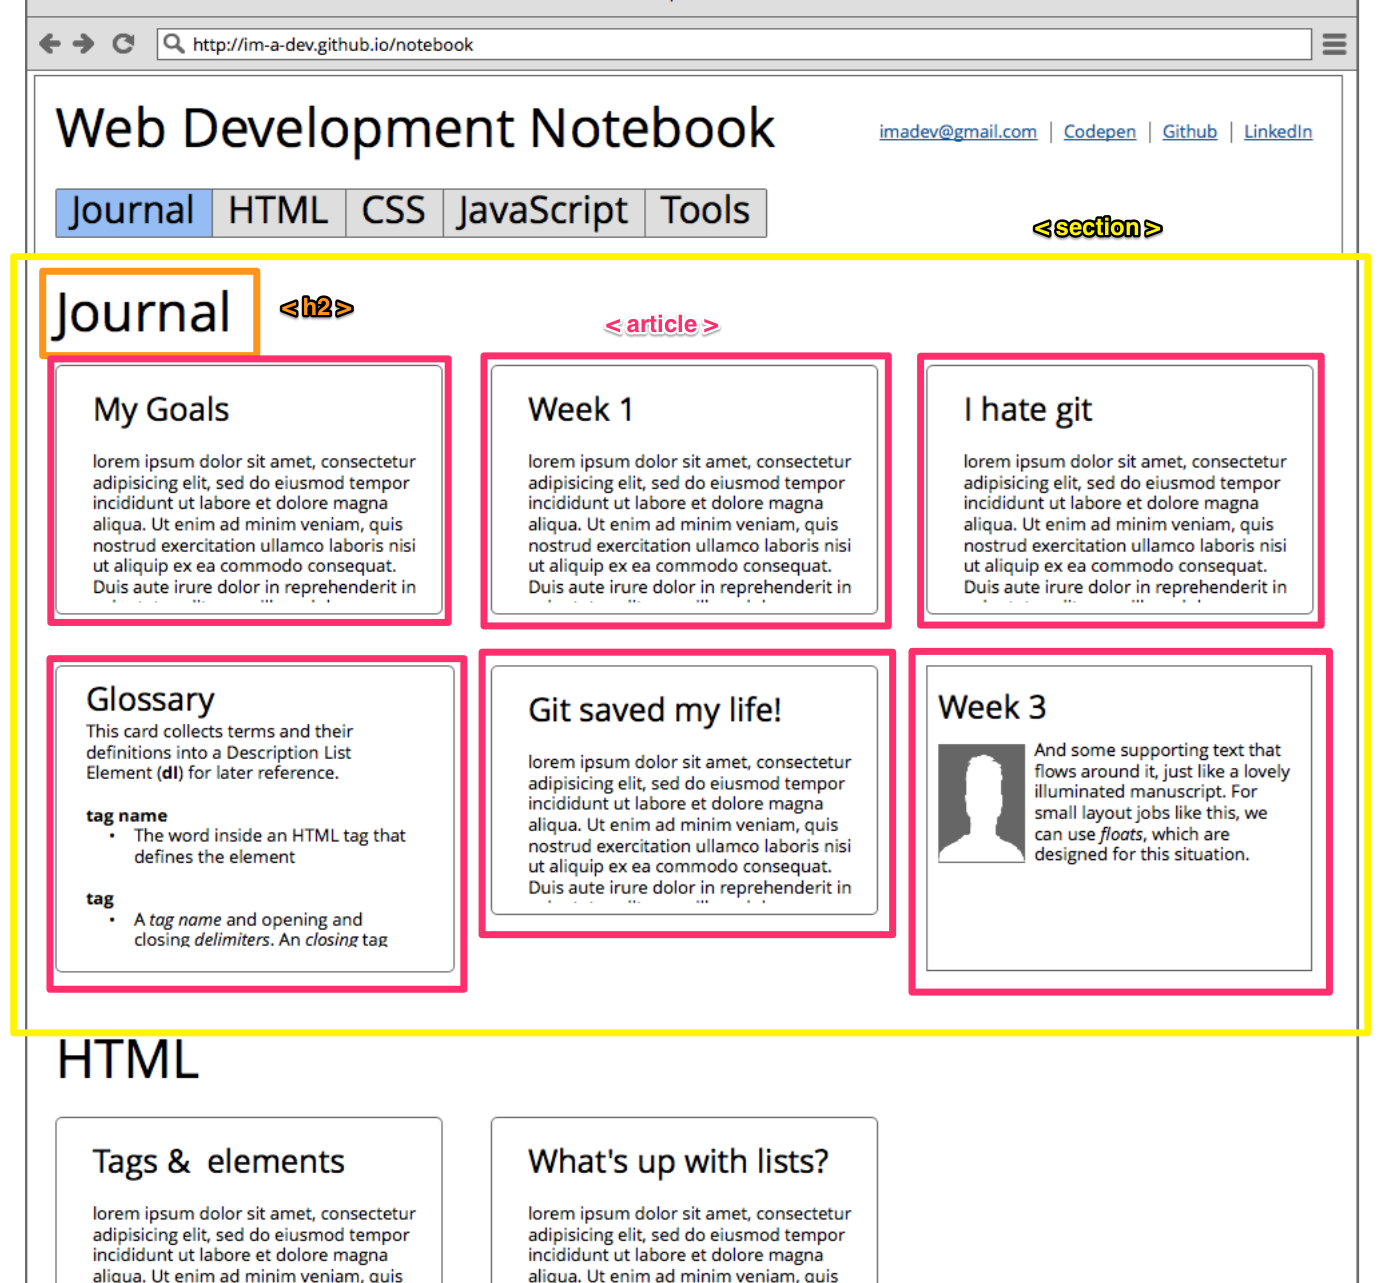 http://im-a-dev.github.io/notebook
Web Development Notebook
imadev@gmail.com | Codepen | Github | LinkedIn
Journal HTML CSS JavaScript Tools
< section >
Journal
< h2 >
< article >
My Goals
lorem ipsum dolor sit amet, consectetur
adipisicing elit, sed do eiusmod tempor
incididunt ut labore et dolore magna
aliqua. Ut enim ad minim veniam, quis
nostrud exercitation ullamco laboris nisi
ut aliquip ex ea commodo consequat.
Duis aute irure dolor in reprehenderit in
Week 1
lorem ipsum dolor sit amet, consectetur
adipisicing elit, sed do eiusmod tempor
incididunt ut labore et dolore magna
aliqua. Ut enim ad minim veniam, quis
nostrud exercitation ullamco laboris nisi
ut aliquip ex ea commodo consequat.
Duis aute irure dolor in reprehenderit in
I hate git
lorem ipsum dolor sit amet, consectetur
adipisicing elit, sed do eiusmod tempor
incididunt ut labore et dolore magna
aliqua. Ut enim ad minim veniam, quis
nostrud exercitation ullamco laboris nisi
ut aliquip ex ea commodo consequat.
Duis aute irure dolor in reprehenderit in
Glossary
This card collects terms and their
definitions into a Description List
Element (dl) for later reference.
tag name
• The word inside an HTML tag that
defines the element
tag
• A tag name and opening and
closing delimiters. An closing tag
Git saved my life!
lorem ipsum dolor sit amet, consectetur
adipisicing elit, sed do eiusmod tempor
incididunt ut labore et dolore magna
aliqua. Ut enim ad minim veniam, quis
nostrud exercitation ullamco laboris nisi
ut aliquip ex ea commodo consequat.
Duis aute irure dolor in reprehenderit in
Week 3
And some supporting text that
flows around it, just like a lovely
illuminated manuscript. For
small layout jobs like this, we
can use floats, which are
designed for this situation.
HTML
Tags & elements
lorem ipsum dolor sit amet, consectetur
adipisicing elit, sed do eiusmod tempor
incididunt ut labore et dolore magna
aliqua. Ut enim ad minim veniam, quis
What's up with lists?
lorem ipsum dolor sit amet, consectetur
adipisicing elit, sed do eiusmod tempor
incididunt ut labore et dolore magna
aliqua. Ut enim ad minim veniam, quis